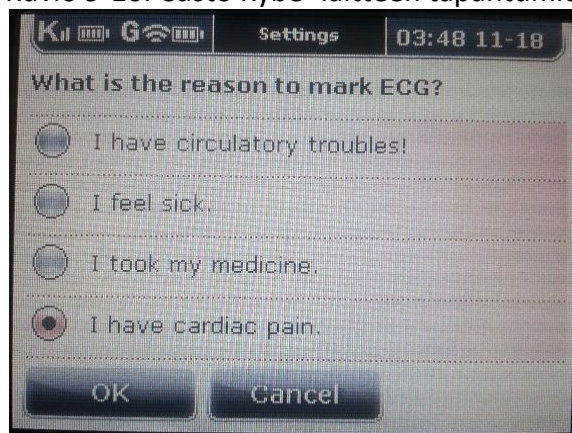 Settings 03:48 11-18
What is the reason to mark ECG?
I have circulatory troubles!
I feel sick.
I took my medicine.
I have cardiac pain.
OK Cancel